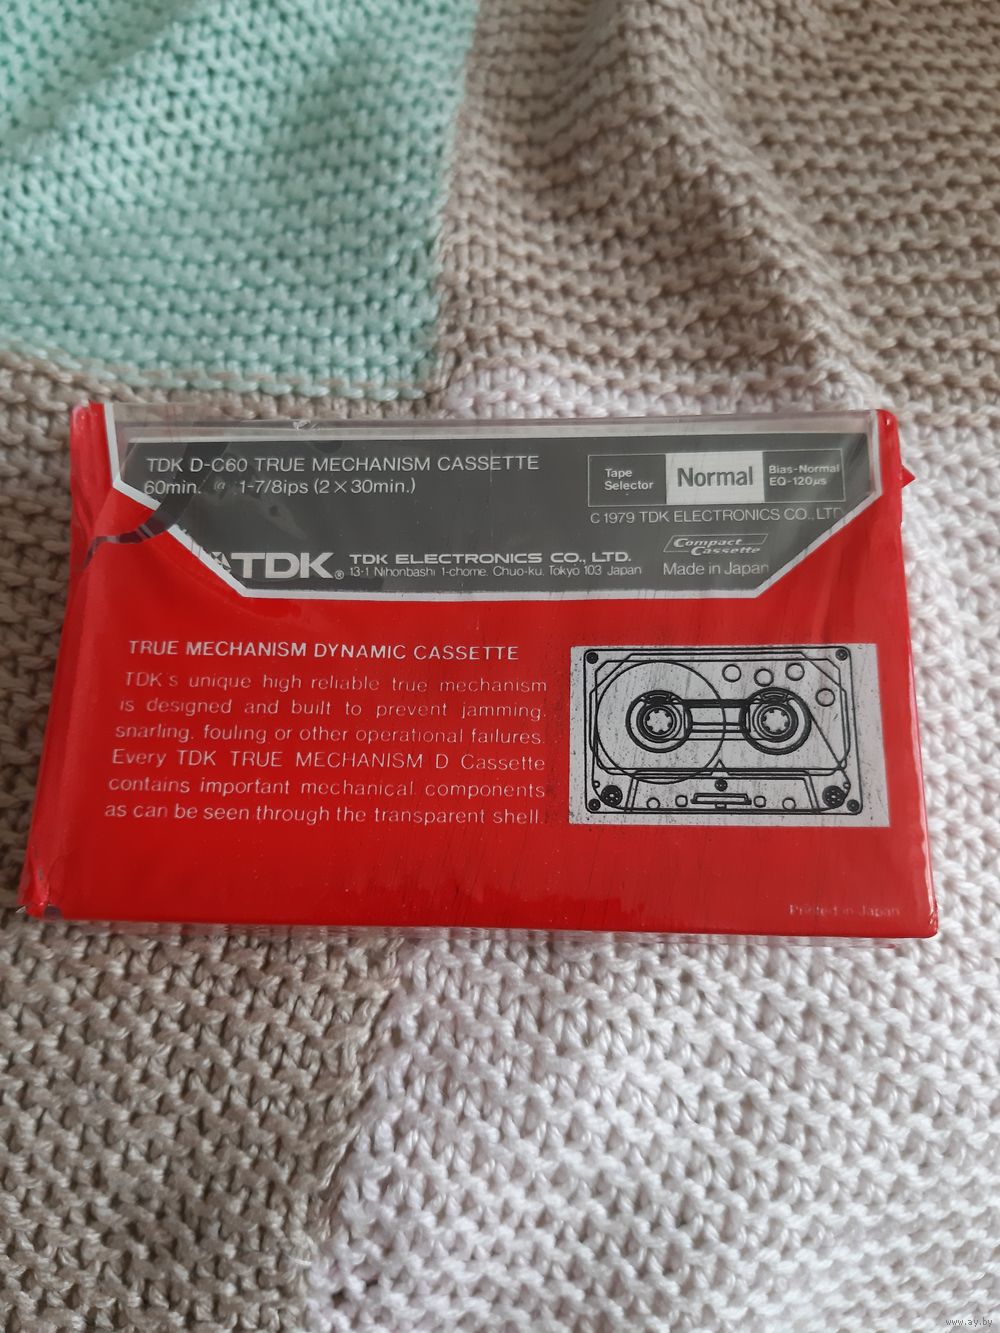 TDK D-C60 TRUE MECHANISM CASSETTE
60min. @ 1-7/8ips (2×30min.)
Tape Selector
Normal
Bias-Normal
EQ-120μs
C 1979 TDK ELECTRONICS CO., LTD
TDK® TDK ELECTRONICS CO., LTD.
13-1 Nihonbashi 1-chome. Chuo-ku. Tokyo 103 Japan
Compact Cassette
Made in Japan
TRUE MECHANISM DYNAMIC CASSETTE
TDK s unique high reliable true mechanism
is designed and built to prevent jamming.
snarling. fouling or other operational failures.
Every TDK TRUE MECHANISM D Cassette
contains important mechanical components
as can be seen through the transparent shell.
Printed in Japan
www.ay.by